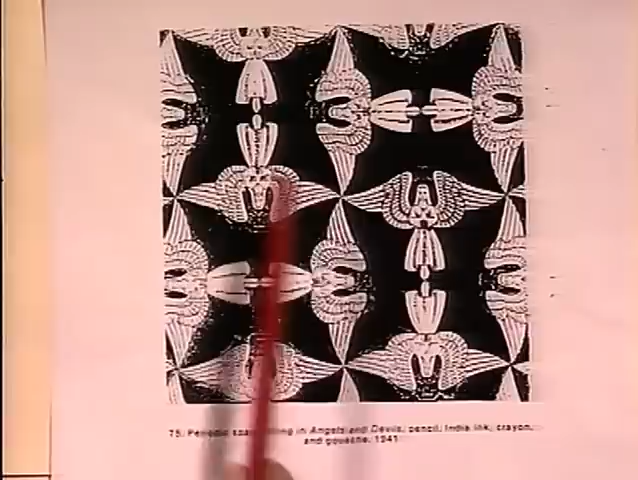 75. Periodic space filling in Angels and Devils, pencil, India ink, crayon,
and gouache, 1941